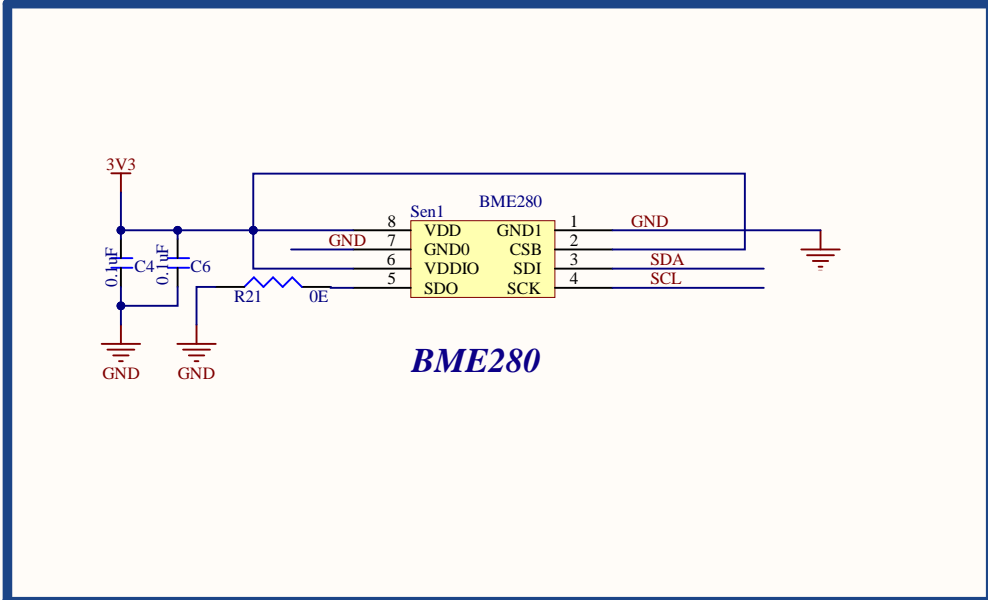 3V3
BME280
Sen1
8 VDD GND1 1 GND
GND 7 GND0 CSB 2
6 VDDIO SDI 3 SDA
5 SDO SCK 4 SCL
0.1uF C4 0.1uF C6
R21 0E
BME280
GND GND